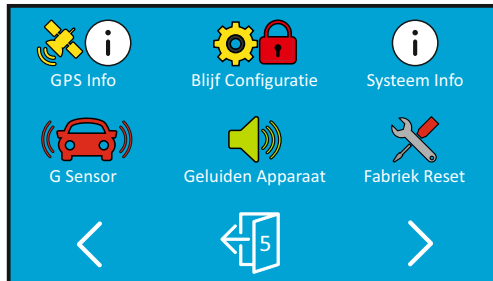 GPS Info
Blijf Configuratie
Systeem Info
G Sensor
Geluiden Apparaat
Fabriek Reset
5